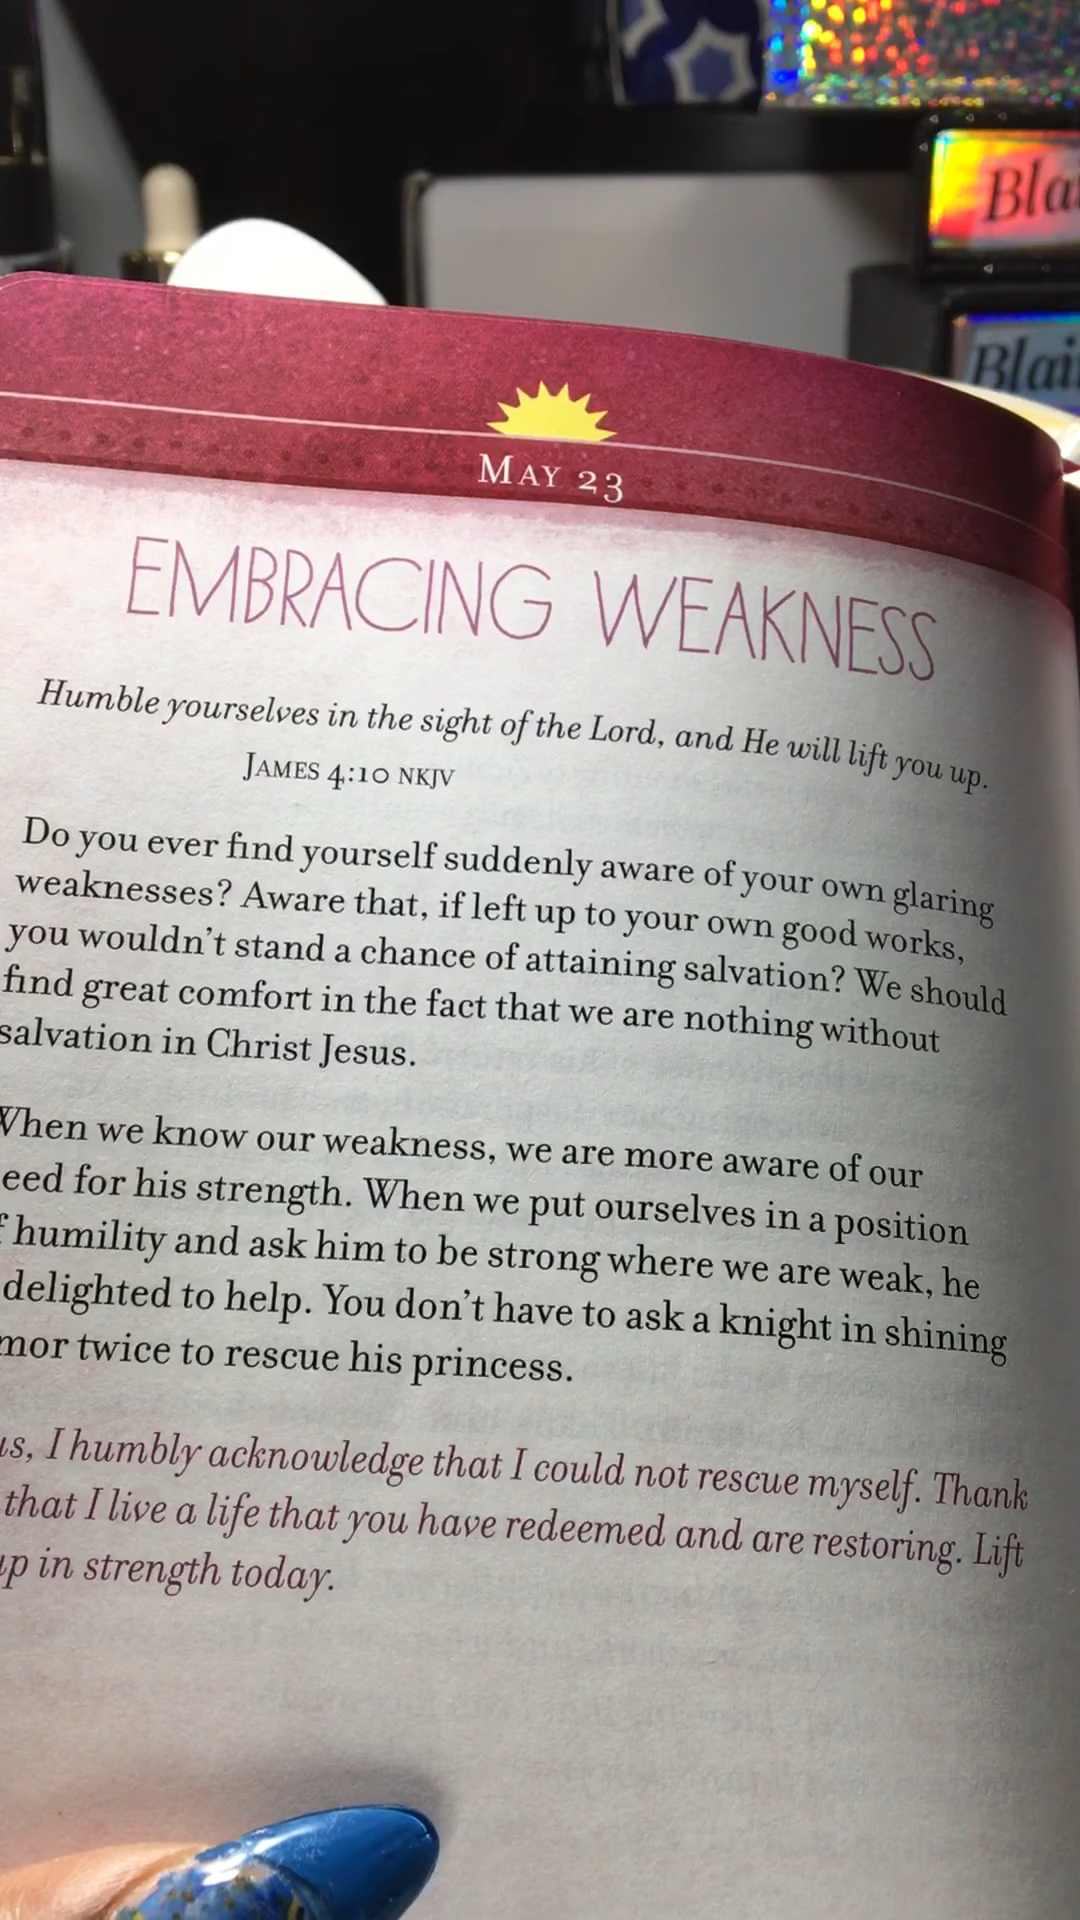 Bla
Blai
MAY 23
EMBRACING WEAKNESS
Humble yourselves in the sight of the Lord, and He will lift you up.
JAMES 4:10 NKJV
Do you ever find yourself suddenly aware of your own glaring
weaknesses? Aware that, if left up to your own good works,
you wouldn't stand a chance of attaining salvation? We should
find great comfort in the fact that we are nothing without
salvation in Christ Jesus.
When we know our weakness, we are more aware of our
eed for his strength. When we put ourselves in a position
f humility and ask him to be strong where we are weak, he
delighted to help. You don't have to ask a knight in shining
mor twice to rescue his princess.
us, I humbly acknowledge that I could not rescue myself. Thank
that I live a life that you have redeemed and are restoring. Lift
up in strength today.